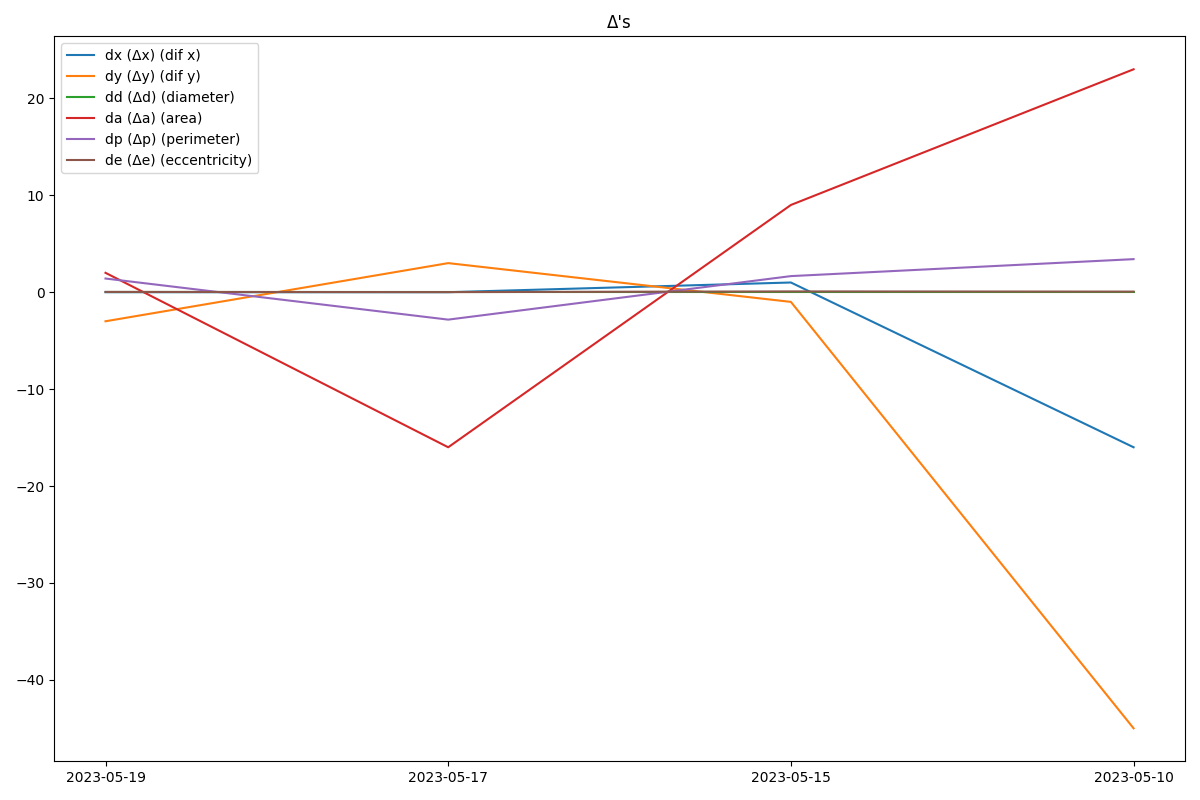 Δ's
dx (Δx) (dif x)
dy (Δy) (dif y)
dd (Δd) (diameter)
da (Δa) (area)
dp (Δp) (perimeter)
de (Δe) (eccentricity)
20
10
0
−10
−20
−30
−40
2023-05-19 2023-05-17 2023-05-15 2023-05-10